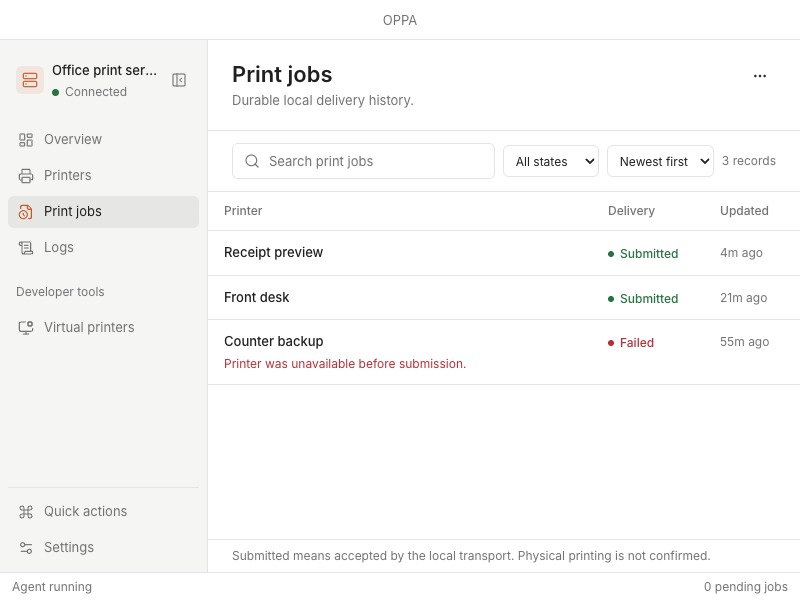 OPPA
Office print ser...
Connected
Overview
Printers
Print jobs
Logs
Developer tools
Virtual printers
Quick actions
Settings
Print jobs
Durable local delivery history.
Search print jobs
All states
Newest first
3 records
Printer Delivery Updated
Receipt preview Submitted 4m ago
Front desk Submitted 21m ago
Counter backup Failed 55m ago
Printer was unavailable before submission.
Submitted means accepted by the local transport. Physical printing is not confirmed.
Agent running
0 pending jobs